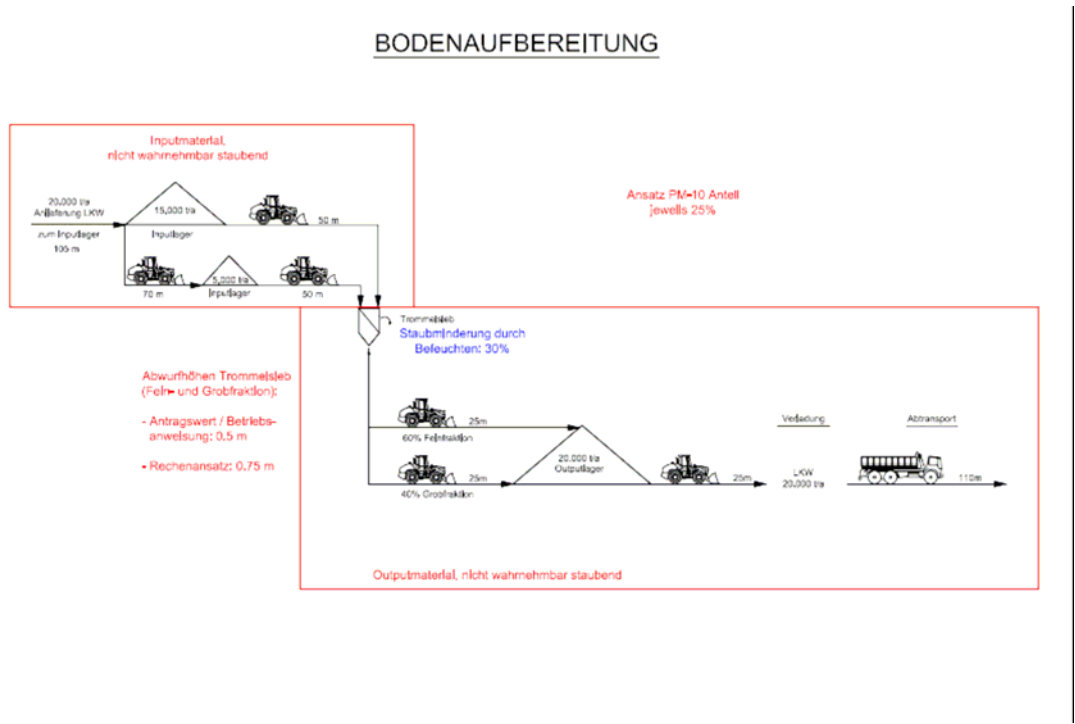 BODENAUFBEREITUNG
Inputmaterial,
nicht wahrnehmbar staubend
20.000 t/a
Anlieferung LKW
zum Inputlager
105 m
15,000 t/a
Inputlager
50 m
70 m
5,000 t/a
Inputlager
50 m
Ansatz PM-10 Anteil
jeweils 25%
Trommelsieb
Staubminderung durch
Befeuchten: 30%
Abwurfhöhen Trommelsieb
(Fein- und Grobfraktion):
- Antragswert / Betriebs-
anweisung: 0.5 m
- Rechenansatz: 0.75 m
25m
60% Feinfraktion
25m
40% Grobfraktion
20.000 t/a
Outputlager
25m
Verladung
LKW
20.000 t/a
Abtransport
110m
Outputmaterial, nicht wahrnehmbar staubend